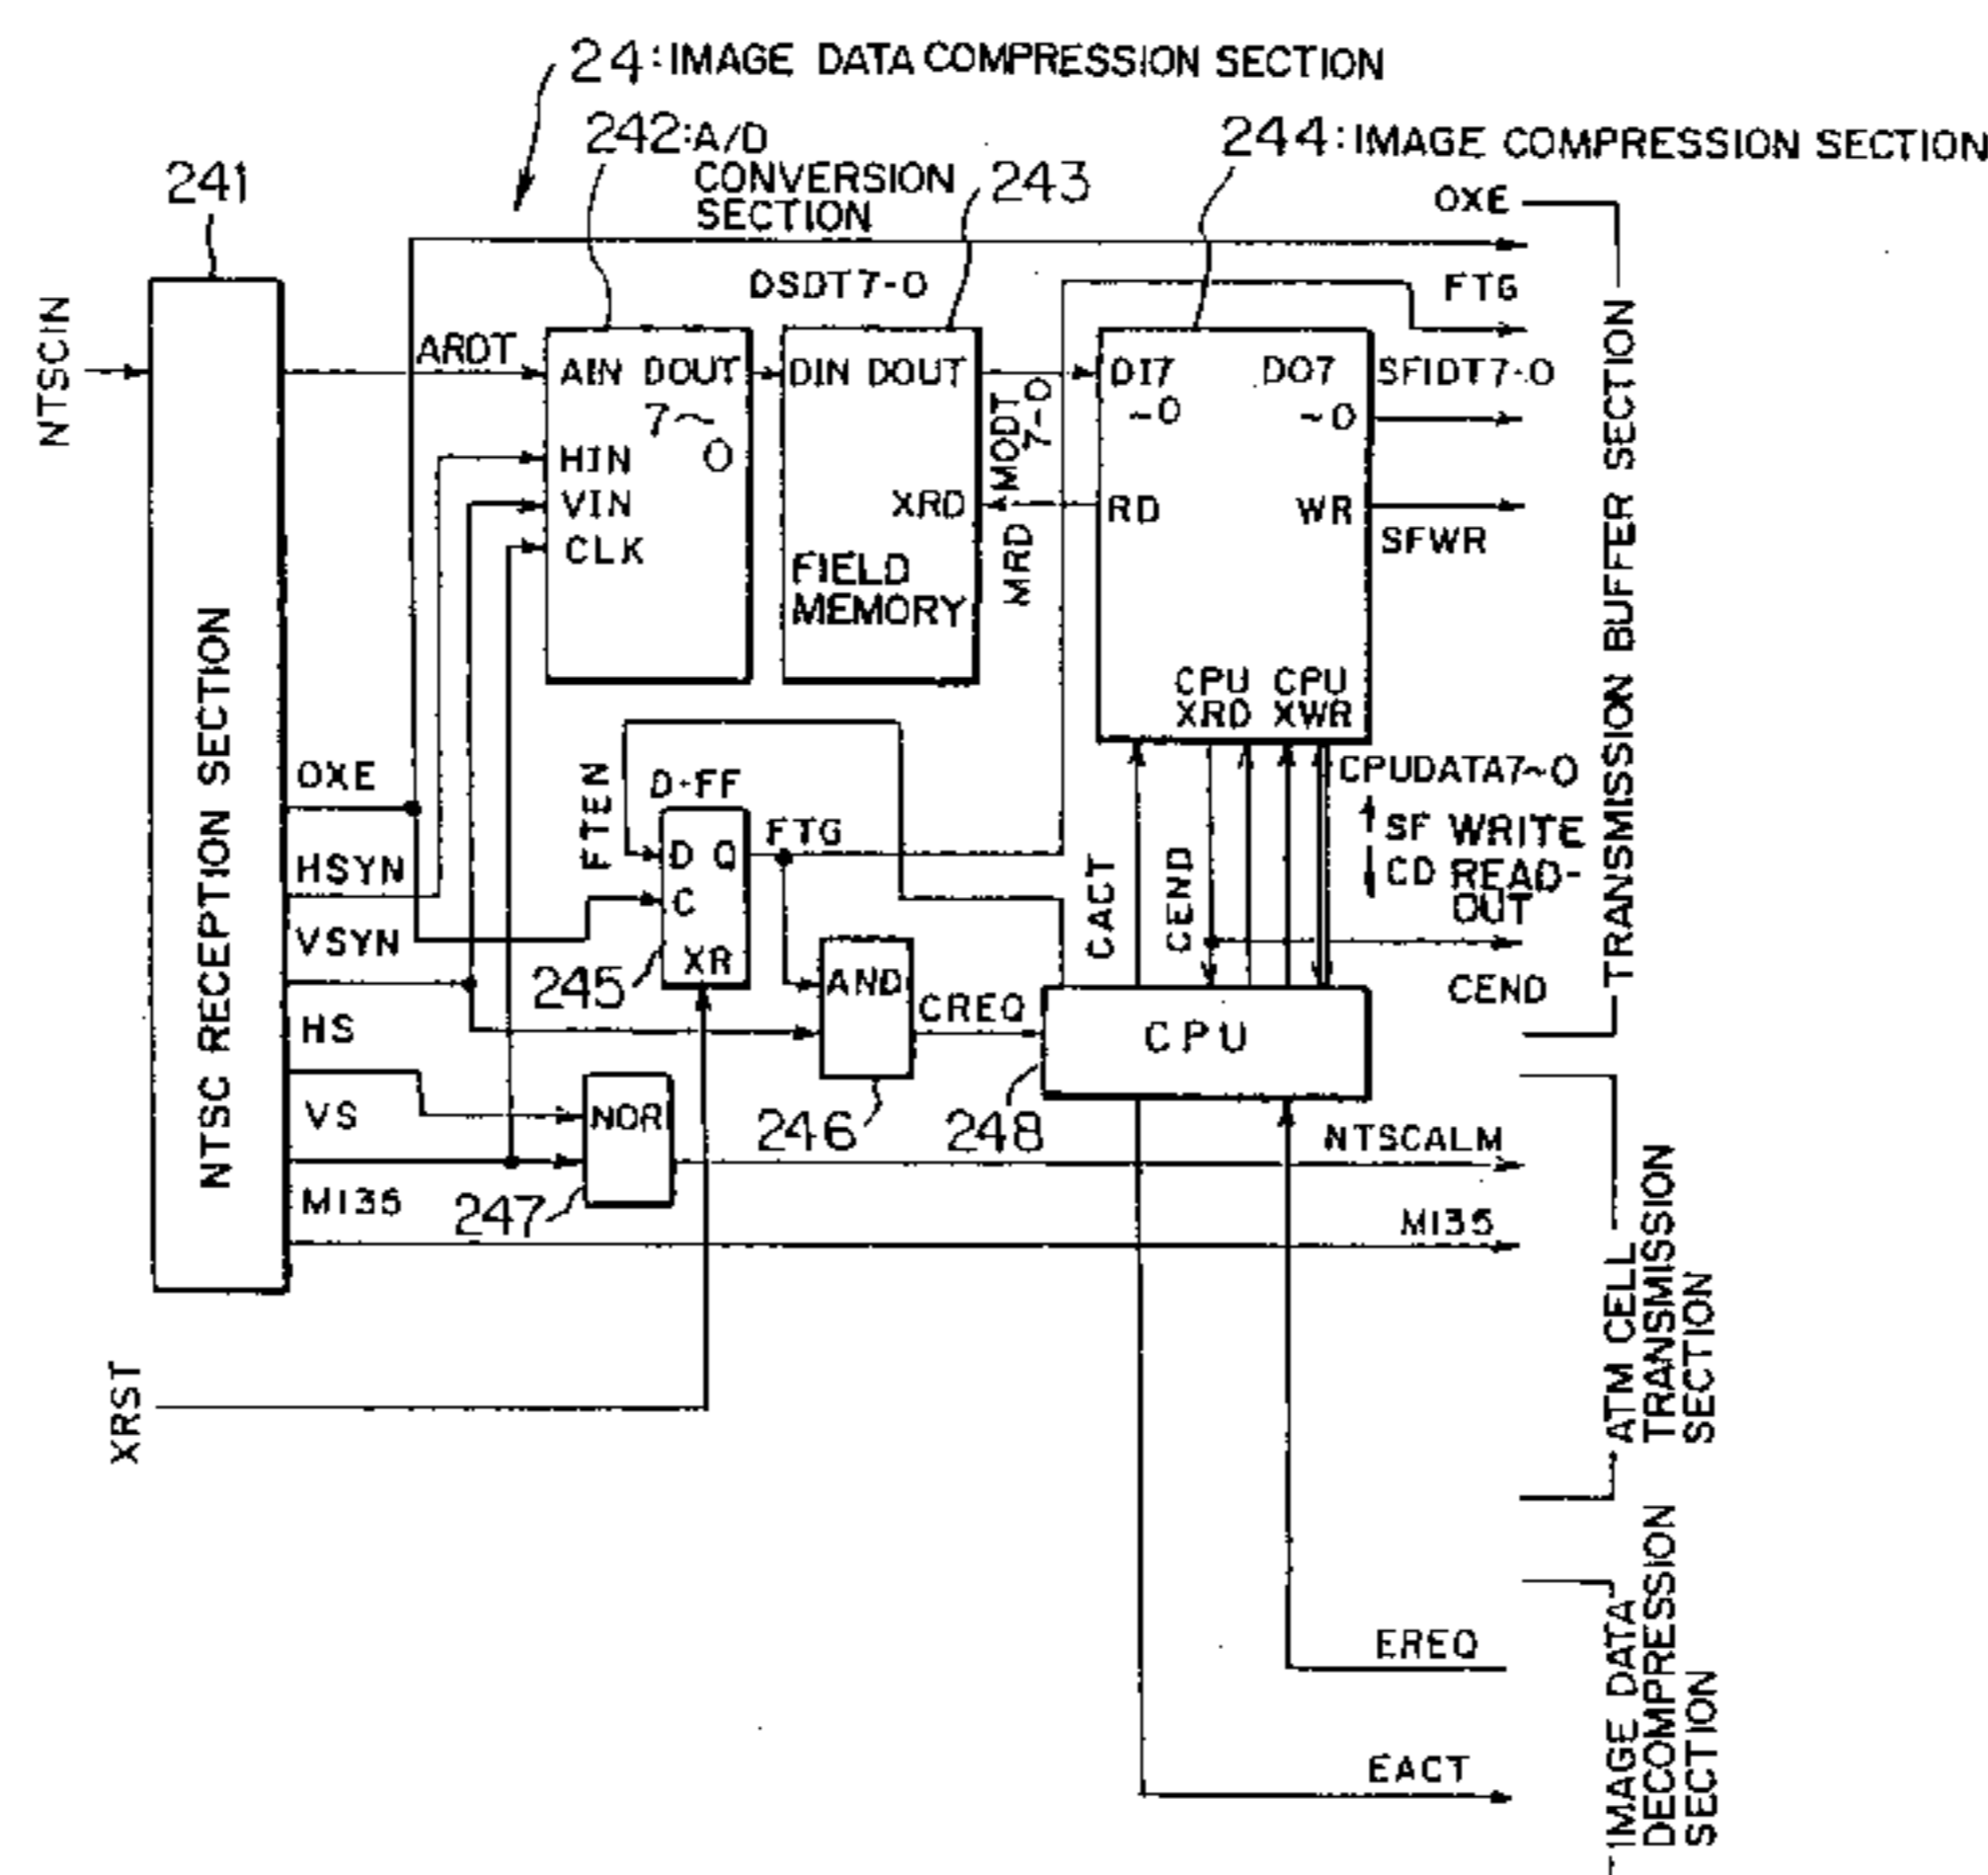 24: IMAGE DATA COMPRESSION SECTION
242: A/D
CONVERSION
SECTION
243
244: IMAGE COMPRESSION SECTION
241
OXE
NTSCIN
DSDT7-0
FTG
ARDT
AIN DOUT
7~
0
HIN
VIN
CLK
DIN DOUT
XRD
FIELD
MEMORY
MODT
7-0
MRD
DI7
~0
DO7
~0
RD
WR
CPU
XRD
CPU
XWR
SFIDT7-0
SFWR
TRANSMISSION BUFFER SECTION
NTSC RECEPTION SECTION
OXE
HSYN
VSYN
HS
VS
M135
FTEN
D-FF
D Q
C
XR
245
FTG
AND
246
CREQ
CACT
CEND
CPUDATA7~0
SF WRITE
CD READ-
OUT
CEND
CPU
248
NOR
247
NTSCALM
M135
ATM CELL
TRANSMISSION
SECTION
XRST
EREQ
EACT
IMAGE DATA
DECOMPRESSION
SECTION